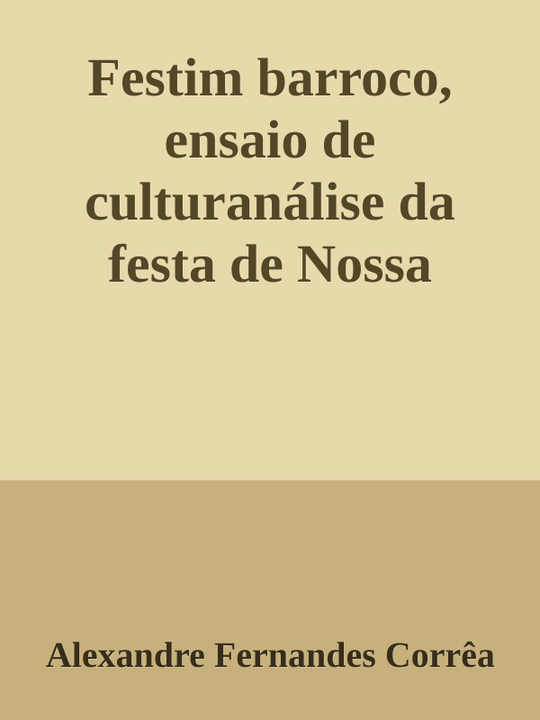 Festim barroco,
ensaio de
culturanálise da
festa de Nossa
Alexandre Fernandes Corrêa